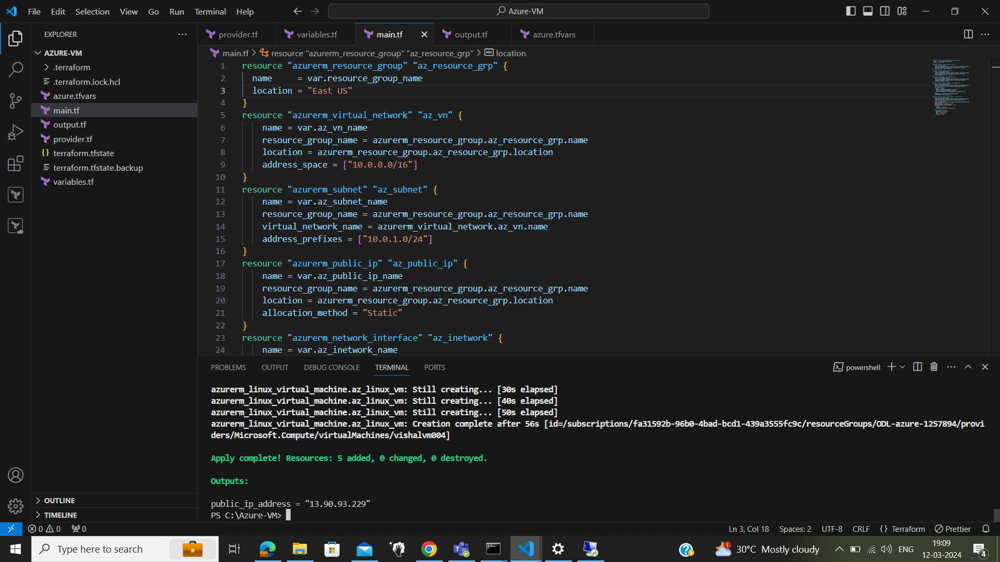 File Edit Selection View Go Run Terminal Help
Azure-VM
EXPLORER
provider.tf
variables.tf
main.tf
output.tf
azure.tfvars
AZURE-VM
.terraform
.terraform.lock.hcl
azure.tfvars
main.tf
output.tf
provider.tf
terraform.tfstate
terraform.tfstate.backup
variables.tf
OUTLINE
TIMELINE
main.tf > resource "azurerm_resource_group" "az_resource_grp" > location
1 resource "azurerm_resource_group" "az_resource_grp" {
2 name     = var.resource_group_name
3 location = "East US"
4 }
5 resource "azurerm_virtual_network" "az_vn" {
6 name = var.az_vn_name
7 resource_group_name = azurerm_resource_group.az_resource_grp.name
8 location = azurerm_resource_group.az_resource_grp.location
9 address_space = ["10.0.0.0/16"]
10 }
11 resource "azurerm_subnet" "az_subnet" {
12 name = var.az_subnet_name
13 resource_group_name = azurerm_resource_group.az_resource_grp.name
14 virtual_network_name = azurerm_virtual_network.az_vn.name
15 address_prefixes = ["10.0.1.0/24"]
16 }
17 resource "azurerm_public_ip" "az_public_ip" {
18 name = var.az_public_ip_name
19 resource_group_name = azurerm_resource_group.az_resource_grp.name
20 location = azurerm_resource_group.az_resource_grp.location
21 allocation_method = "Static"
22 }
23 resource "azurerm_network_interface" "az_inetwork" {
24 name = var.az_inetwork_name
PROBLEMS OUTPUT DEBUG CONSOLE TERMINAL PORTS
powershell
azurerm_linux_virtual_machine.az_linux_vm: Still creating... [30s elapsed]
azurerm_linux_virtual_machine.az_linux_vm: Still creating... [40s elapsed]
azurerm_linux_virtual_machine.az_linux_vm: Still creating... [50s elapsed]
azurerm_linux_virtual_machine.az_linux_vm: Creation complete after 56s [id=/subscriptions/fa31592b-96b0-4bad-bcd1-439a3555fc9c/resourceGroups/ODL-azure-1257894/provi
ders/Microsoft.Compute/virtualMachines/vishalvm004]
Apply complete! Resources: 5 added, 0 changed, 0 destroyed.
Outputs:
public_ip_address = "13.90.93.229"
PS C:\Azure-VM>
0 0 0
Ln 3, Col 18 Spaces: 2 UTF-8 CRLF {} Terraform Prettier
Type here to search
1
30°C Mostly cloudy
ENG
19:09
12-03-2024
4